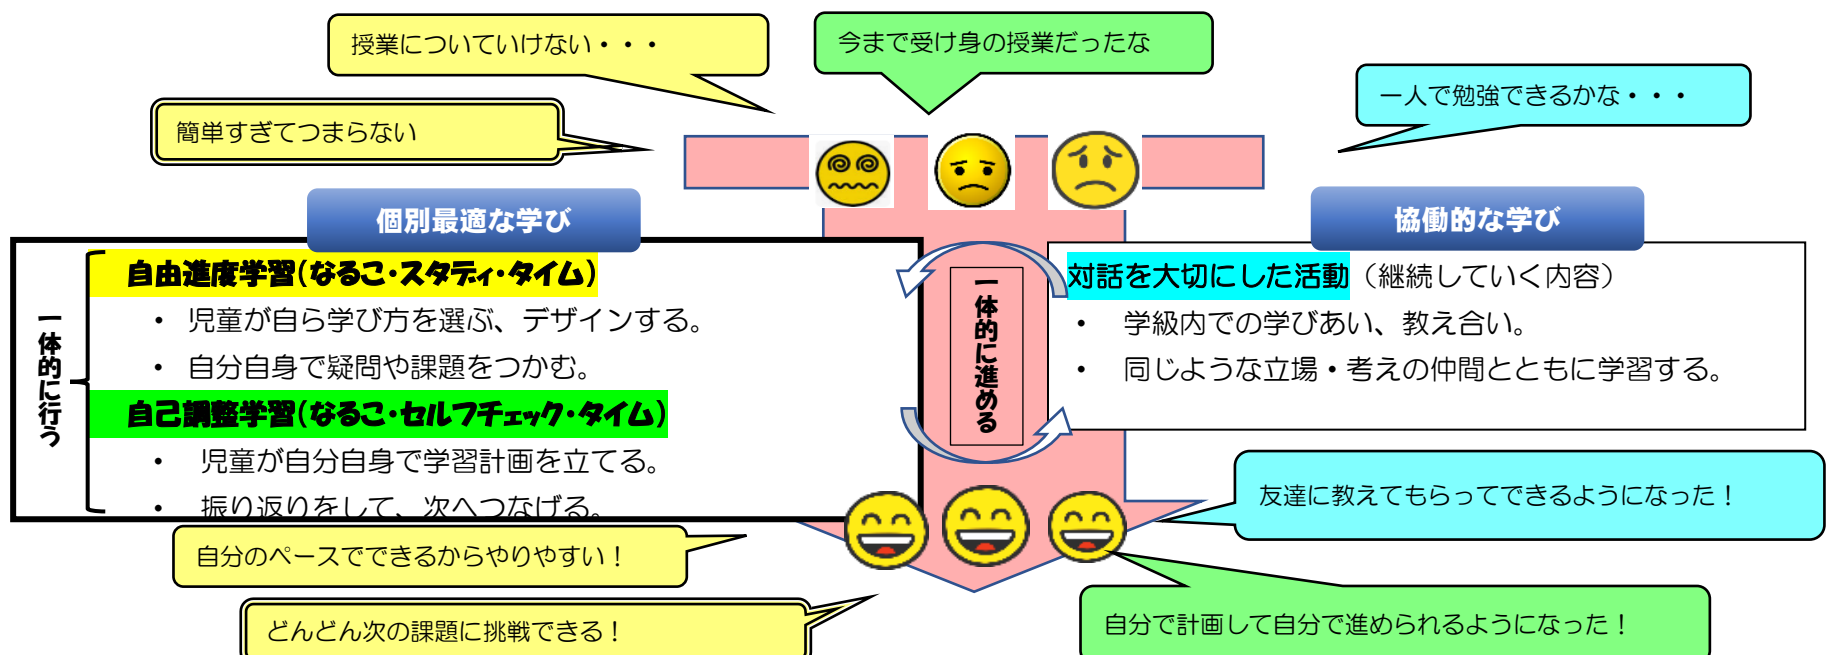 授業についていけない・・・
今まで受け身の授業だったな
一人で勉強できるかな・・・
簡単すぎてつまらない
個別最適な学び
協働的な学び
一体的に行う
自由進度学習(なるこ・スタディ・タイム)
・ 児童が自ら学び方を選ぶ、デザインする。
・ 自分自身で疑問や課題をつかむ。
自己調整学習(なるこ・セルフチェック・タイム)
・ 児童が自分自身で学習計画を立てる。
・ 振り返りをして、次へつなげる。
一体的に進める
対話を大切にした活動（継続していく内容）
・ 学級内での学びあい、教え合い。
・ 同じような立場・考えの仲間とともに学習する。
友達に教えてもらってできるようになった！
自分のペースでできるからやりやすい！
どんどん次の課題に挑戦できる！
自分で計画して自分で進められるようになった！